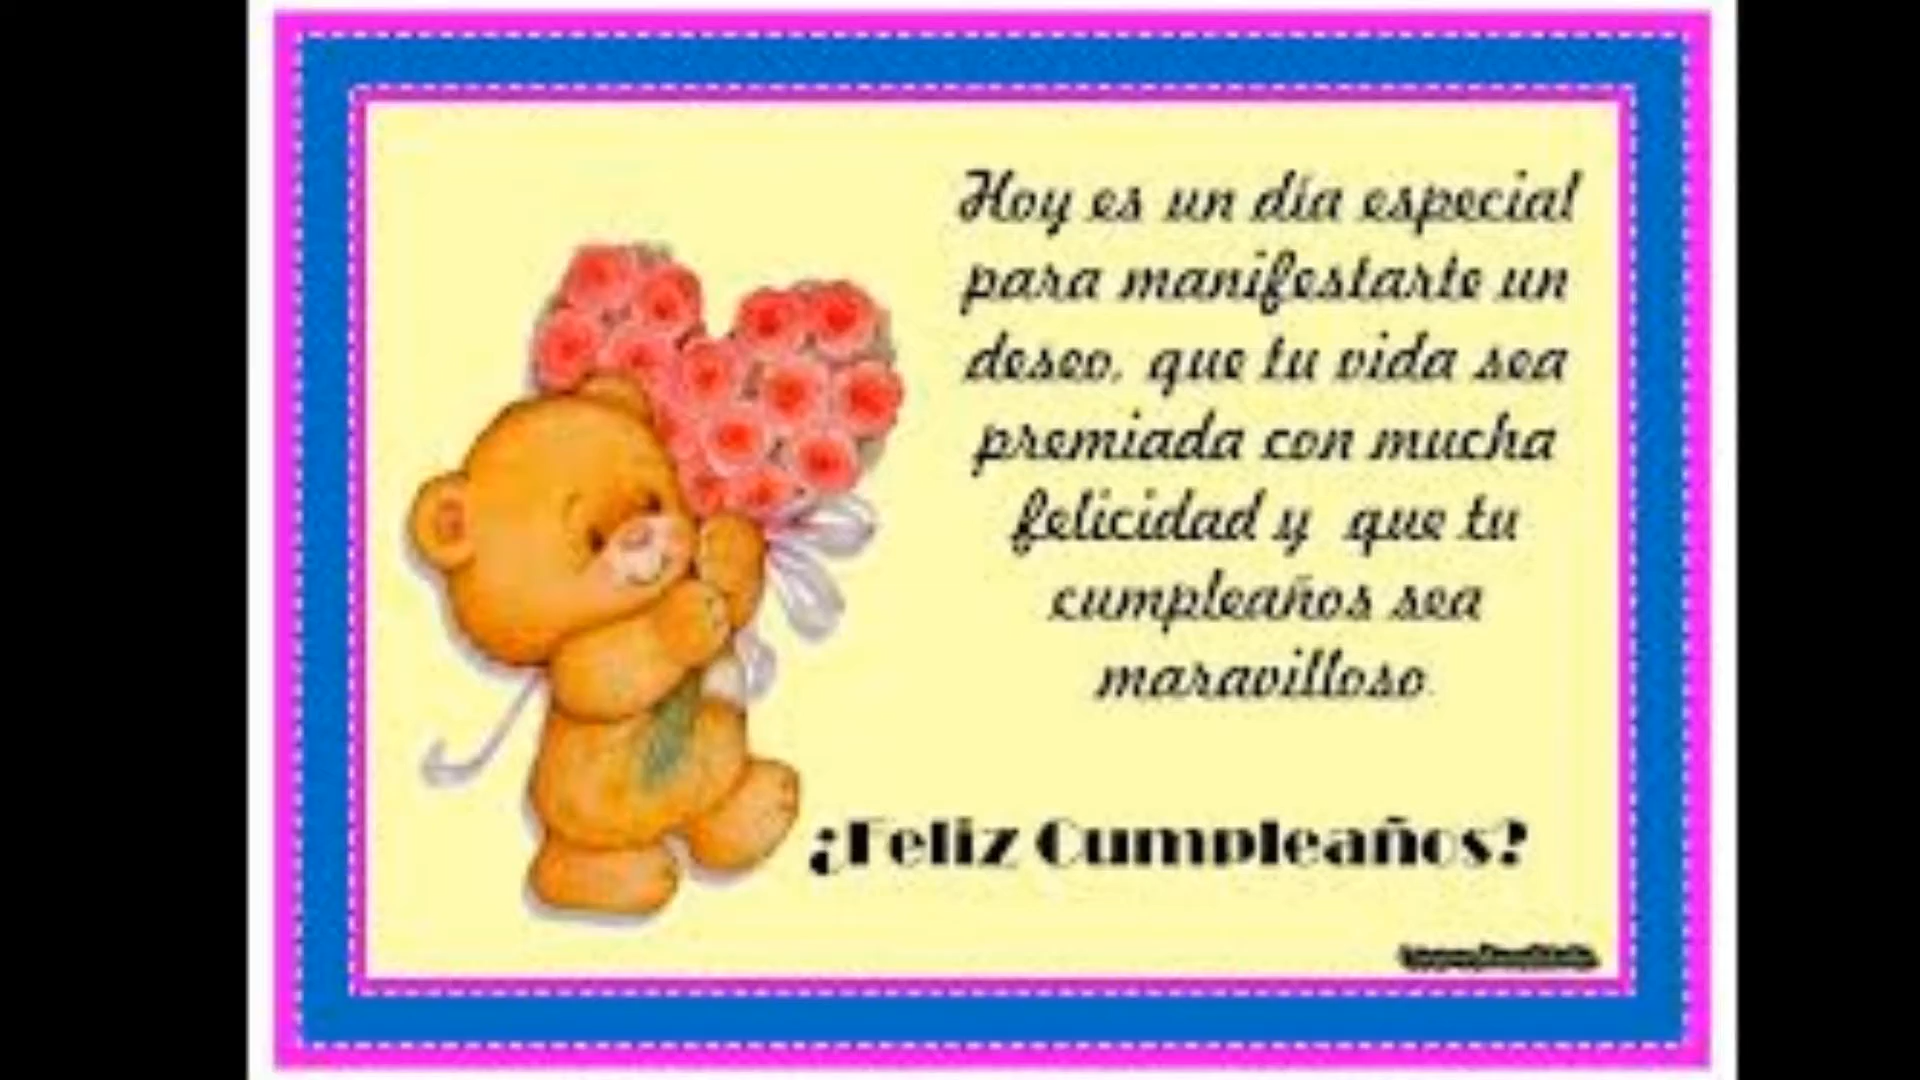 Hoy es un día especial
para manifestarte un
deseo, que tu vida sea
premiada con mucha
felicidad y que tu
cumpleaños sea
maravilloso.
¿Feliz Cumpleaños?